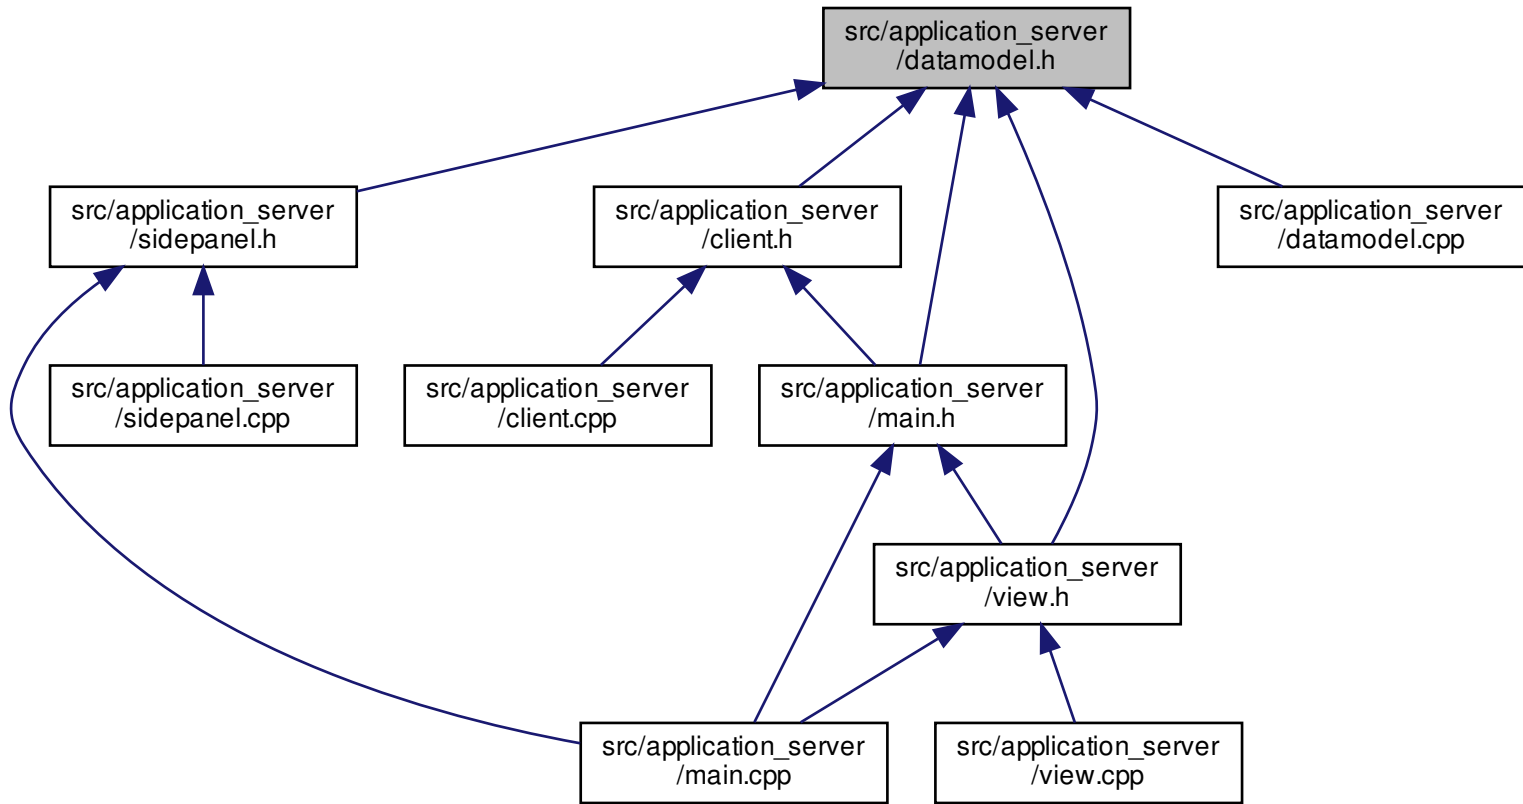 src/application_server
/datamodel.h
src/application_server
/sidepanel.h
src/application_server
/client.h
src/application_server
/datamodel.cpp
src/application_server
/sidepanel.cpp
src/application_server
/client.cpp
src/application_server
/main.h
src/application_server
/view.h
src/application_server
/main.cpp
src/application_server
/view.cpp